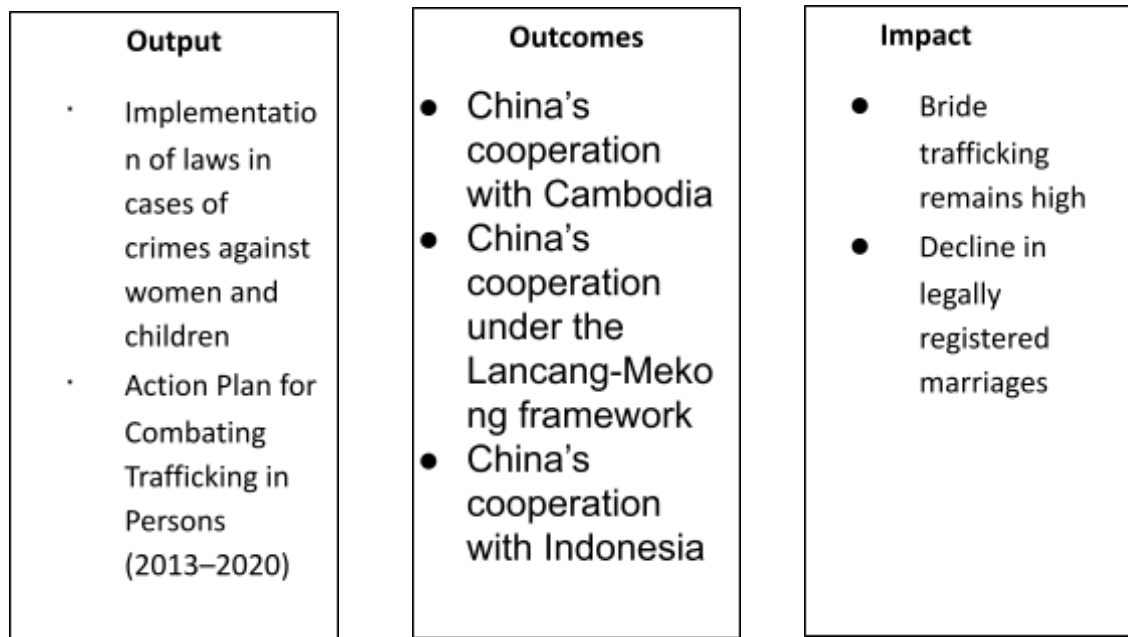 Output
· Implementatio
n of laws in
cases of
crimes against
women and
children
· Action Plan for
Combating
Trafficking in
Persons
(2013–2020)
Outcomes
● China’s
cooperation
with Cambodia
● China’s
cooperation
under the
Lancang-Meko
ng framework
● China’s
cooperation
with Indonesia
Impact
● Bride
trafficking
remains high
● Decline in
legally
registered
marriages